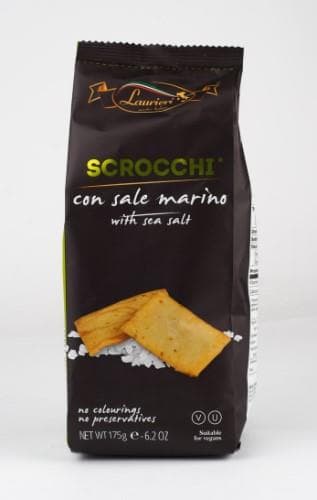 Laurieri
SCROCCHI
con sale marino
with sea salt
no colourings
no preservatives
NET WT 175g e - 6.2 OZ
V U
Suitable
for vegans